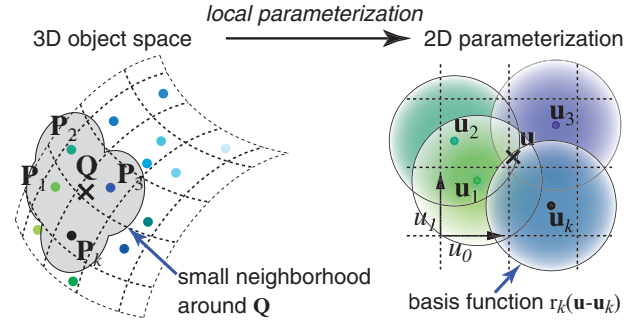 local parameterization
3D object space
2D parameterization
P2
Q
P1
P3
Pk
small neighborhood
around Q
u2
u
u3
u1
uk
u1
u0
basis function rk(u-uk)